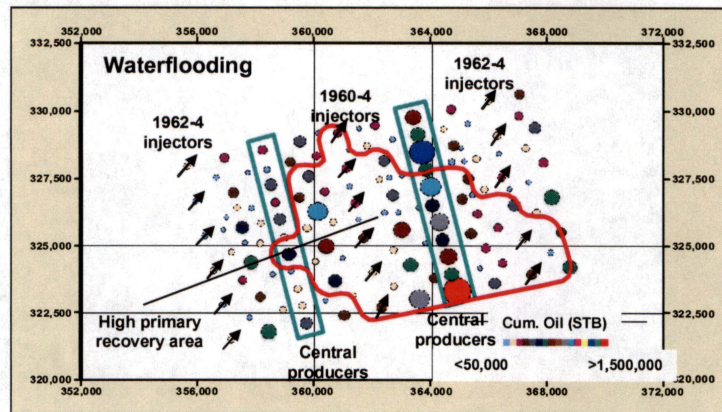 352,000 356,000 360,000 364,000 368,000 372,000
332,500 332,500
Waterflooding
1962-4
injectors
1960-4
injectors
1962-4
injectors
330,000 330,000
327,500 327,500
325,000 325,000
322,500 322,500
High primary
recovery area
Central
producers
Central
producers
Cum. Oil (STB)
<50,000 >1,500,000
320,000 320,000
352,000 356,000 360,000 364,000 368,000 372,000